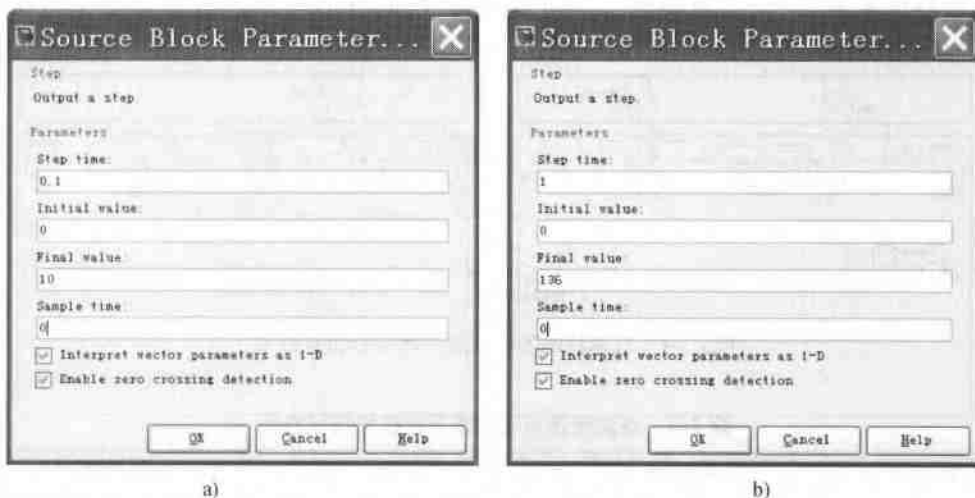 Source Block Parameter...
Step
Output a step.
Parameters
Step time:
0.1
Initial value:
0
Final value:
10
Sample time:
0
Interpret vector parameters as 1-D
Enable zero crossing detection
OK
Cancel
Help
a)
Source Block Parameter...
Step
Output a step.
Parameters
Step time:
1
Initial value:
0
Final value:
136
Sample time:
0
Interpret vector parameters as 1-D
Enable zero crossing detection
OK
Cancel
Help
b)